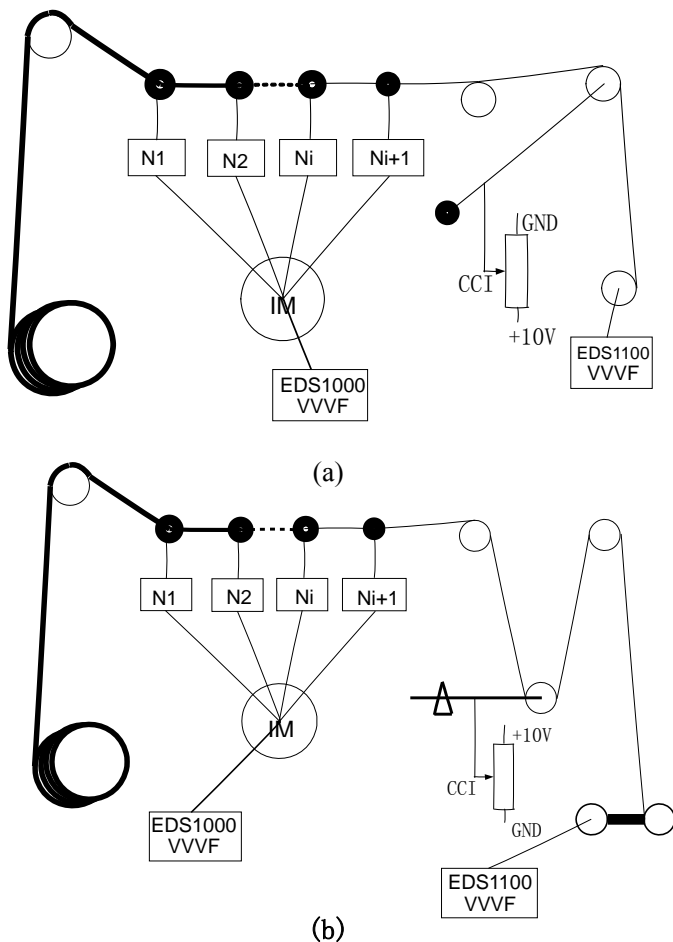 N1 N2 Ni Ni+1
GND
CCI
IM
+10V
EDS1100
VVVF
EDS1000
VVVF
(a)
N1 N2 Ni Ni+1
IM
+10V
CCI
GND
EDS1000
VVVF
EDS1100
VVVF
(b)